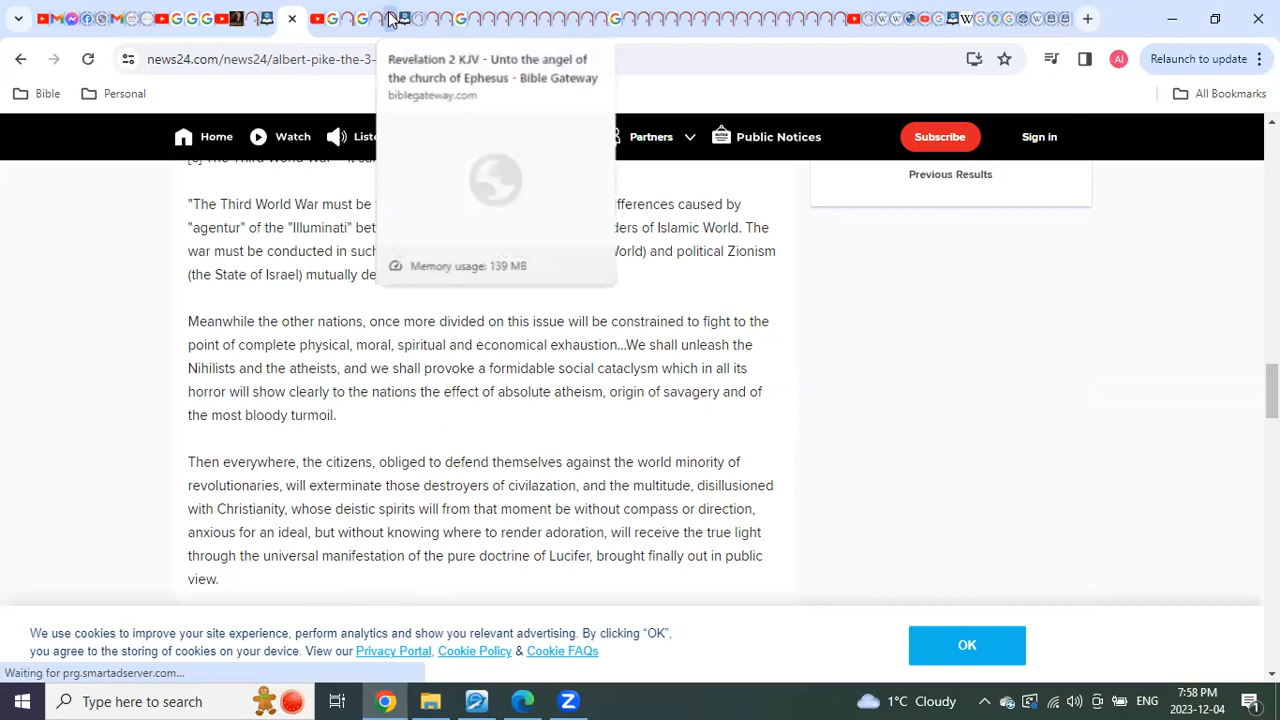 AI
Relaunch to update
news24.com/news24/albert-pike-the-3-
Revelation 2 KJV - Unto the angel of
the church of Ephesus - Bible Gateway
biblegateway.com
Memory usage: 139 MB
Bible
Personal
All Bookmarks
Home
Watch
Liste
Partners
Public Notices
Subscribe
Sign in
Previous Results
"The Third World War must be
ifferences caused by
"agentur" of the "Illuminati" bet
ders of Islamic World. The
war must be conducted in such
World) and political Zionism
(the State of Israel) mutually de
Meanwhile the other nations, once more divided on this issue will be constrained to fight to the
point of complete physical, moral, spiritual and economical exhaustion…We shall unleash the
Nihilists and the atheists, and we shall provoke a formidable social cataclysm which in all its
horror will show clearly to the nations the effect of absolute atheism, origin of savagery and of
the most bloody turmoil.
Then everywhere, the citizens, obliged to defend themselves against the world minority of
revolutionaries, will exterminate those destroyers of civilazation, and the multitude, disillusioned
with Christianity, whose deistic spirits will from that moment be without compass or direction,
anxious for an ideal, but without knowing where to render adoration, will receive the true light
through the universal manifestation of the pure doctrine of Lucifer, brought finally out in public
view.
We use cookies to improve your site experience, perform analytics and show you relevant advertising. By clicking “OK”,
you agree to the storing of cookies on your device. View our Privacy Portal, Cookie Policy & Cookie FAQs
OK
Waiting for prg.smartadserver.com...
Type here to search
1°C Cloudy
ENG
7:58 PM
2023-12-04
1